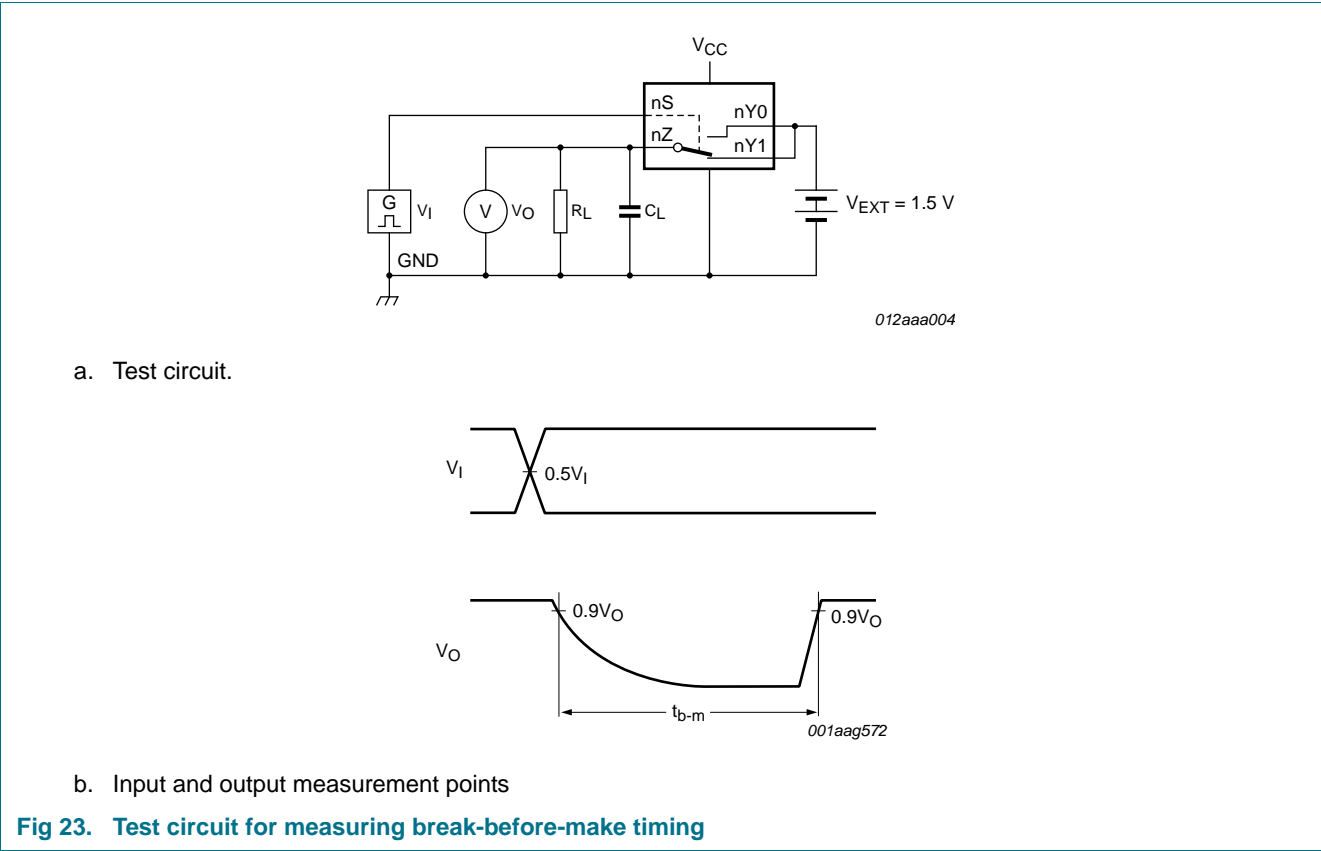 VCC
nS
nY0
nZ
nY1
G
VI
V
VO
RL
CL
VEXT = 1.5 V
GND
012aaa004
a. Test circuit.
VI
0.5VI
0.9VO
0.9VO
VO
tb-m
001aag572
b. Input and output measurement points
Fig 23. Test circuit for measuring break-before-make timing